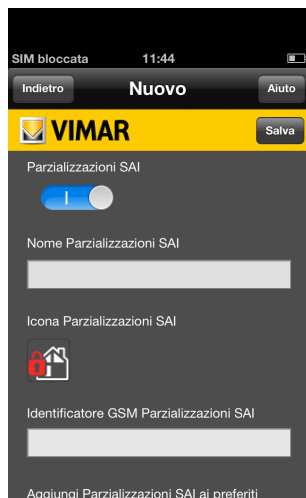 SIM bloccata 11:44
Indietro Nuovo Aiuto
VIMAR Salva
Parzializzazioni SAI
Nome Parzializzazioni SAI
Icona Parzializzazioni SAI
Identificatore GSM Parzializzazioni SAI
Aggiungi Parzializzazioni SAI ai preferiti